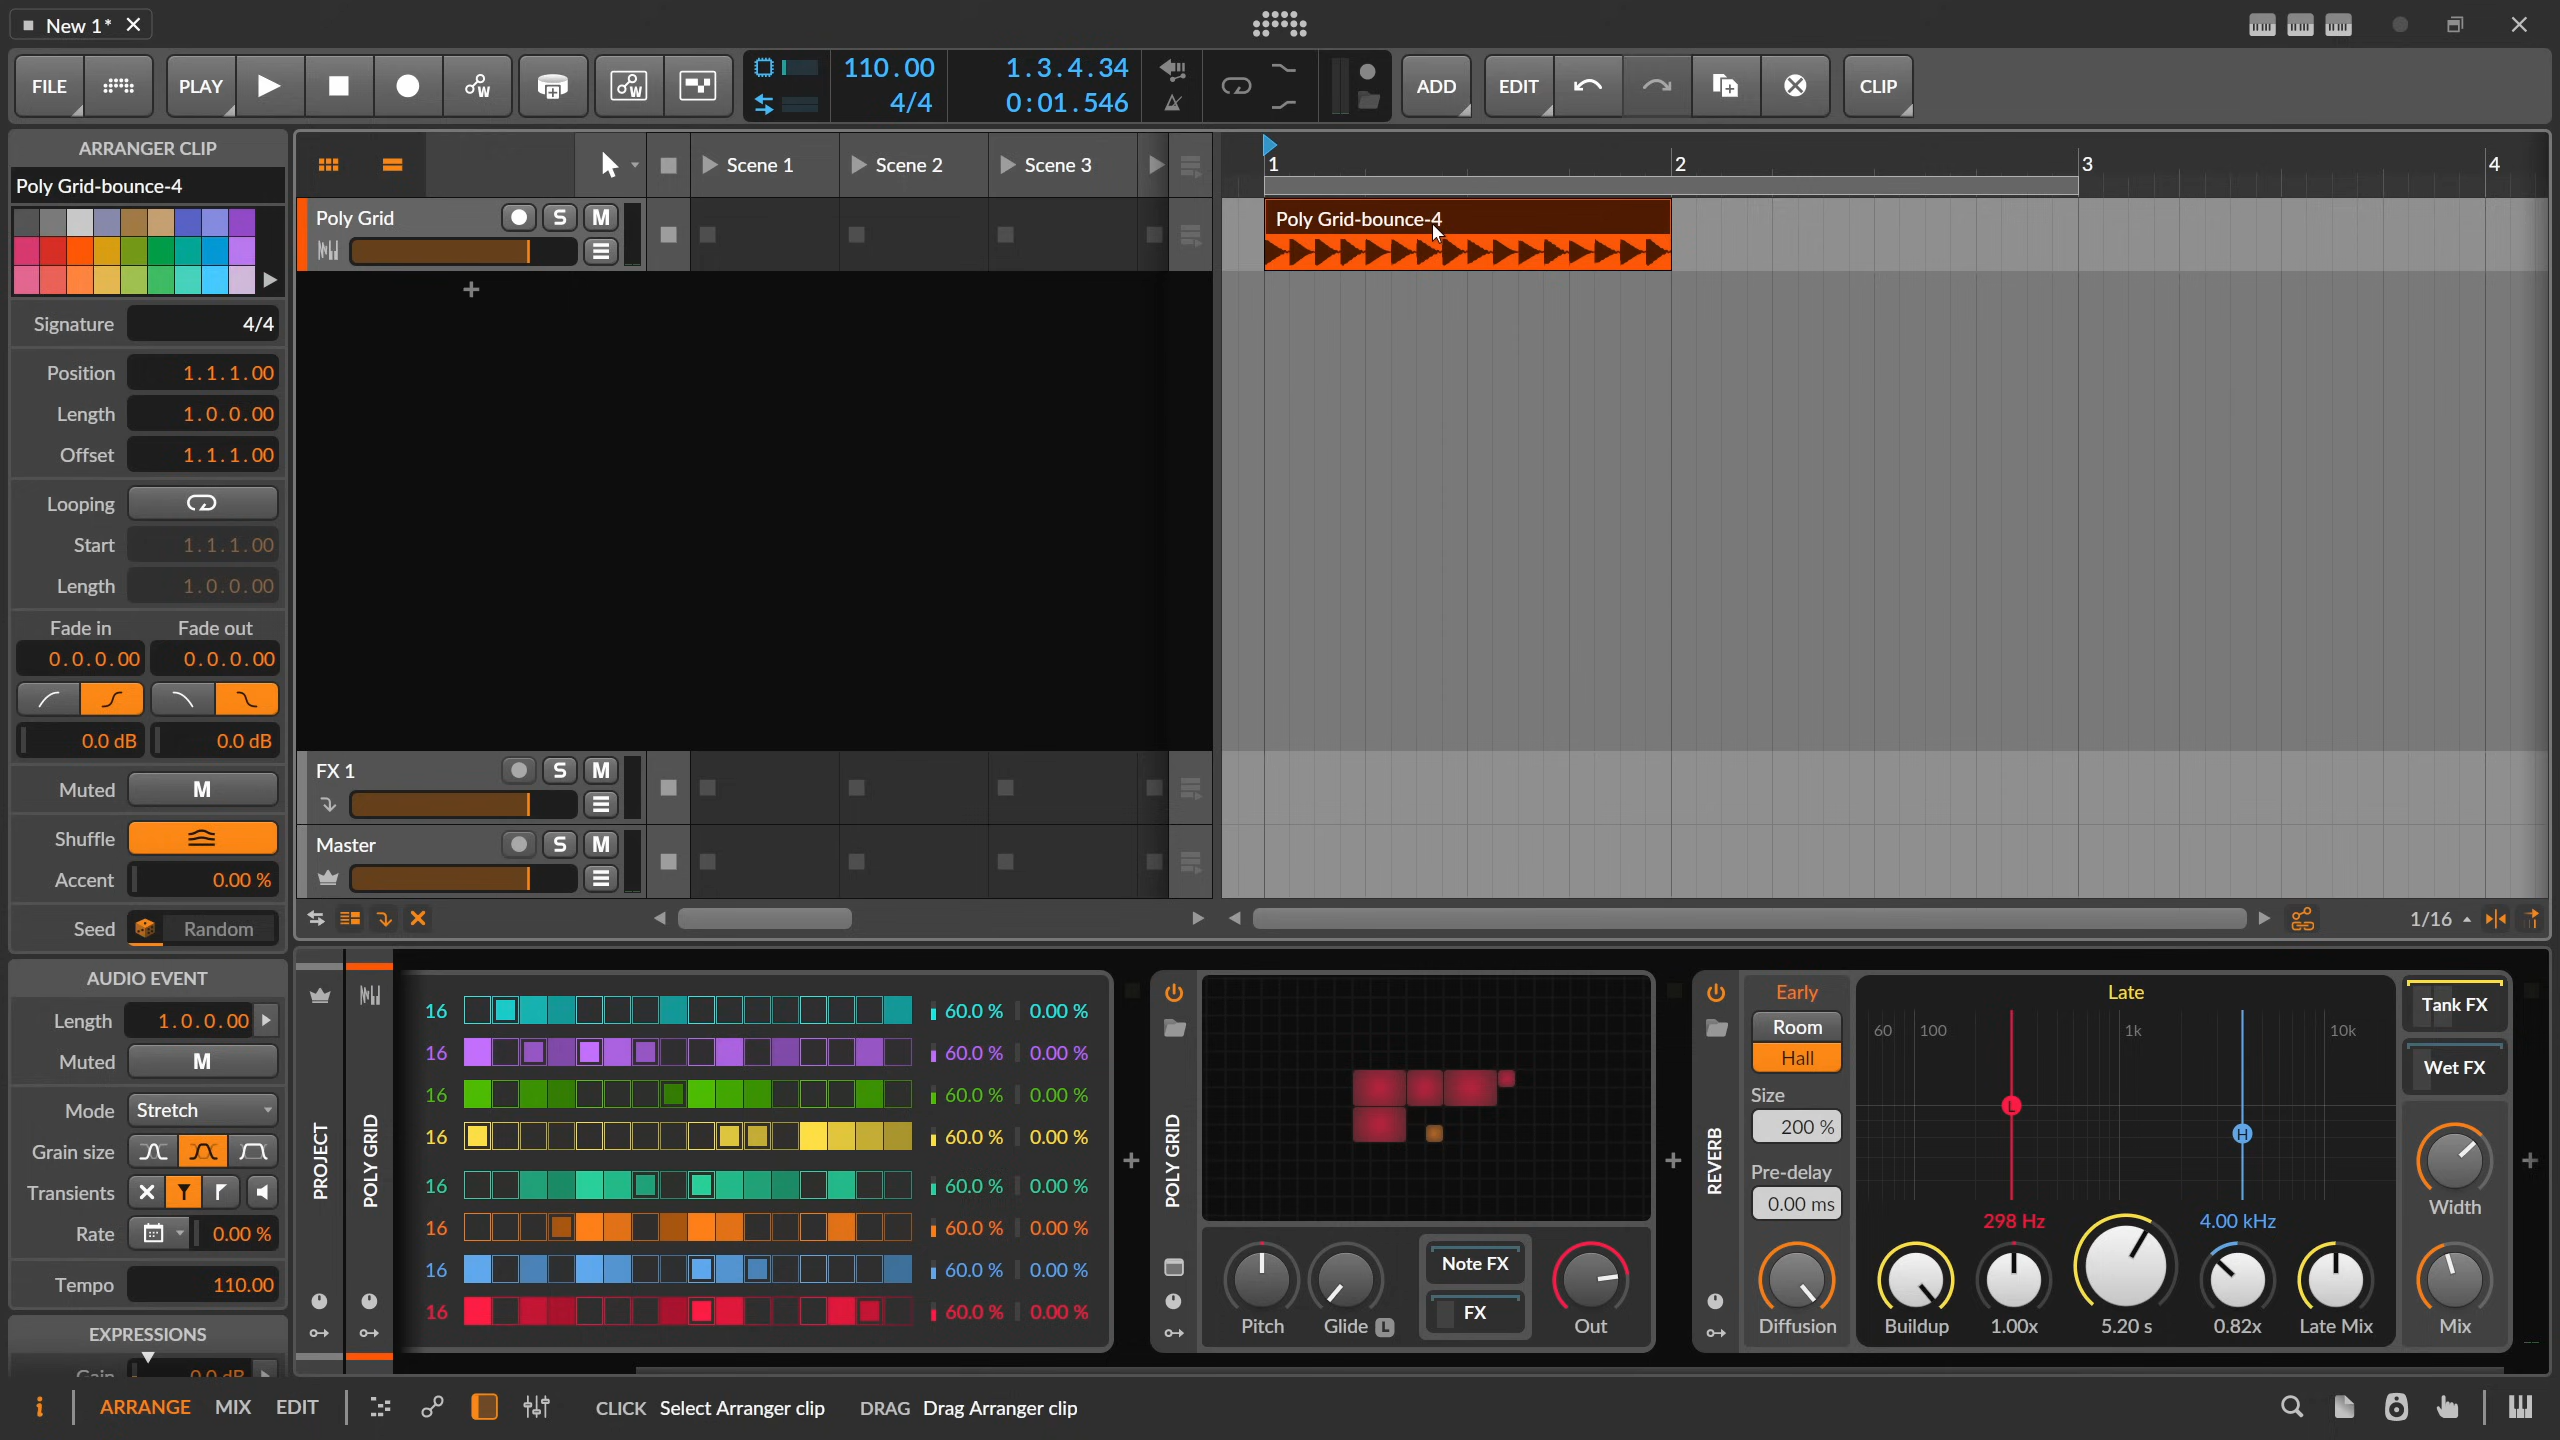 New 1* 
FILE PLAY 110.00 1.3.4.34 ADD EDIT CLIP
4/4 0:01.546
ARRANGER CLIP
Poly Grid-bounce-4
Signature 4/4
Position 1.1.1.00
Length 1.0.0.00
Offset 1.1.1.00
Looping
Start 1.1.1.00
Length 1.0.0.00
Fade in Fade out
0.0.0.00 0.0.0.00
0.0 dB 0.0 dB
Muted M
Shuffle
Accent 0.00 %
Seed Random
AUDIO EVENT
Length 1.0.0.00
Muted M
Mode Stretch
Grain size
Transients
Rate 0.00 %
Tempo 110.00
EXPRESSIONS
Gain 0.0 dB
Scene 1 Scene 2 Scene 3
1 2 3 4
Poly Grid S M
Poly Grid-bounce-4
FX 1 S M
Master S M
1/16
PROJECT
POLY GRID
16 60.0 % 0.00 %
16 60.0 % 0.00 %
16 60.0 % 0.00 %
16 60.0 % 0.00 %
16 60.0 % 0.00 %
16 60.0 % 0.00 %
16 60.0 % 0.00 %
16 60.0 % 0.00 %
POLY GRID
Pitch Glide L
Note FX
FX
Out
REVERB
Early
Room
Hall
Size
200 %
Pre-delay
0.00 ms
Diffusion
Late
60 100 1k 10k
L
H
298 Hz 4.00 kHz
Buildup 1.00x 5.20 s 0.82x Late Mix
Tank FX
Wet FX
Width
Mix
i ARRANGE MIX EDIT CLICK Select Arranger clip DRAG Drag Arranger clip